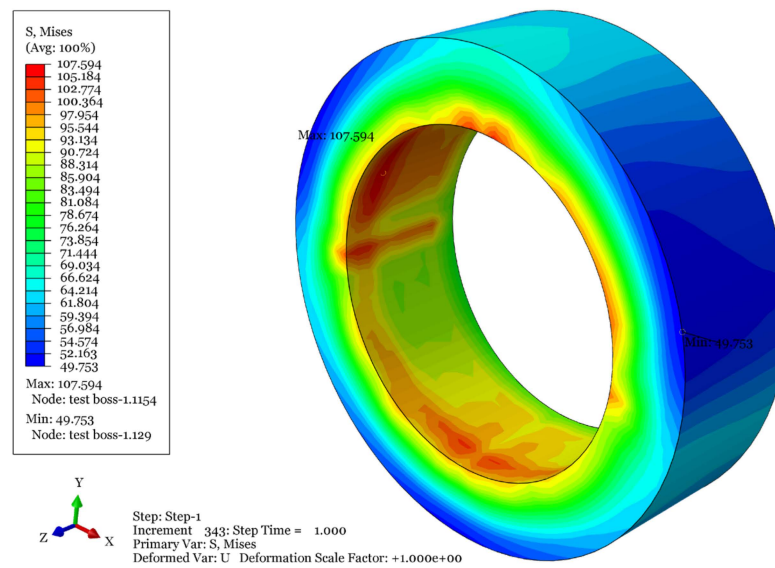 S, Mises
(Avg: 100%)
107.594
105.184
102.774
100.364
97.954
95.544
93.134
90.724
88.314
85.904
83.494
81.084
78.674
76.264
73.854
71.444
69.034
66.624
64.214
61.804
59.394
56.984
54.574
52.163
49.753
Max: 107.594
Node: test boss-1.1154
Min: 49.753
Node: test boss-1.129
Max: 107.594
Min: 49.753
Y
Z
X
Step: Step-1
Increment 343: Step Time = 1.000
Primary Var: S, Mises
Deformed Var: U Deformation Scale Factor: +1.000e+00